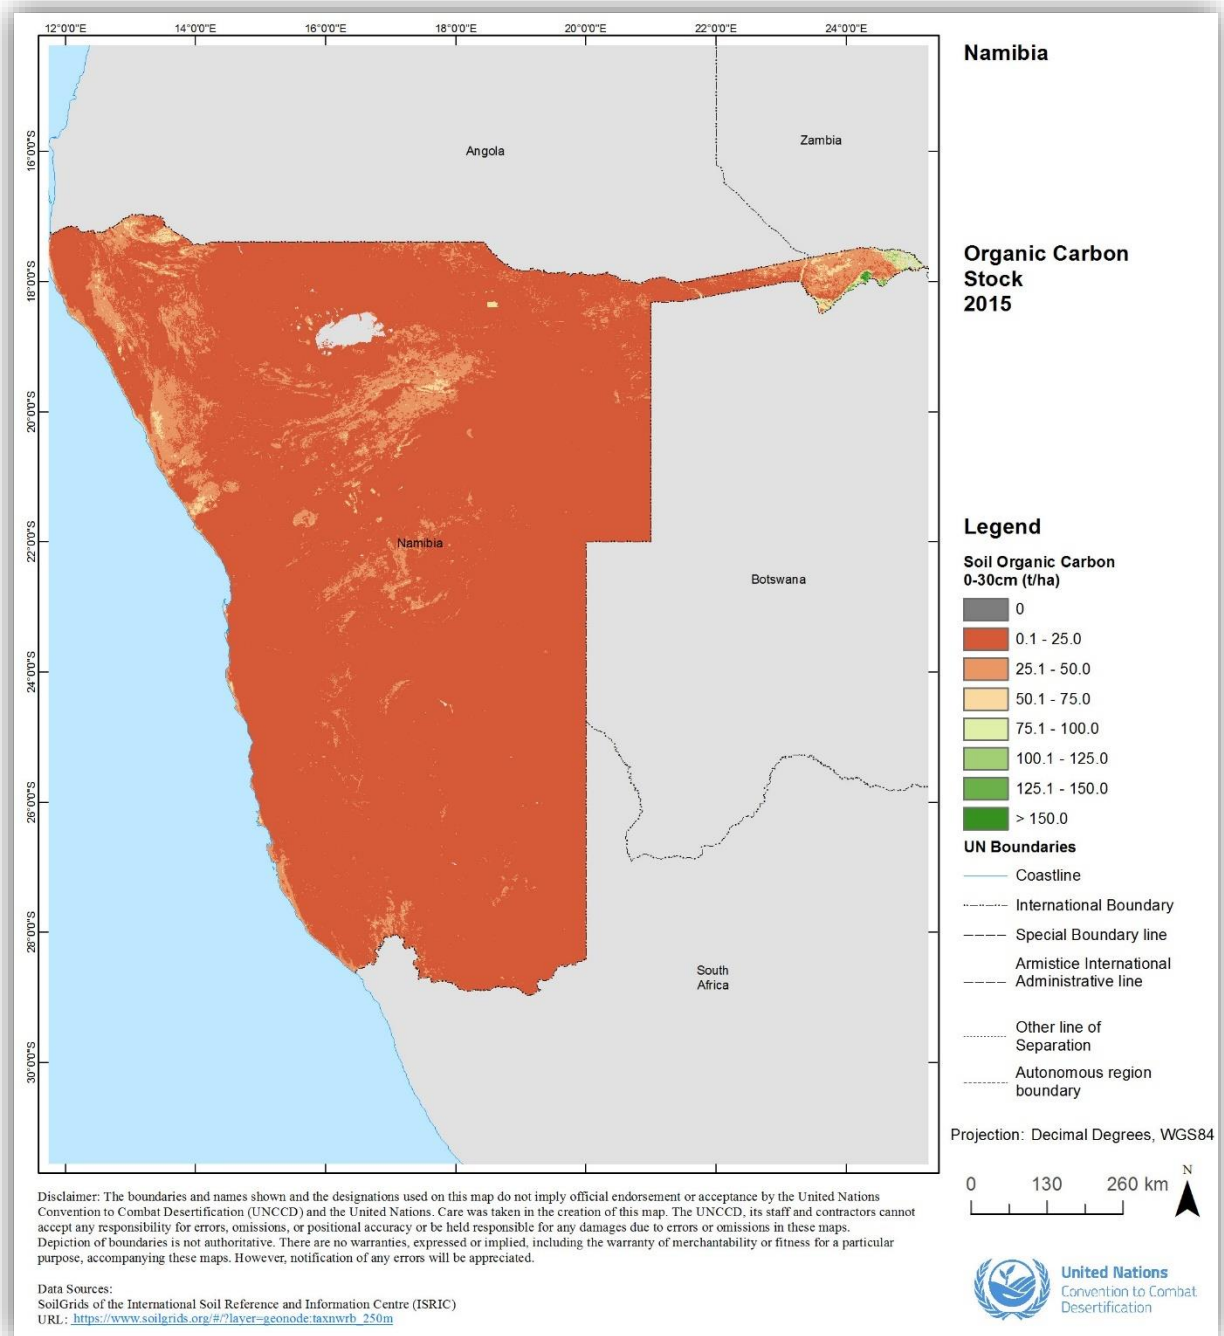 12°0'0"E 14°0'0"E 16°0'0"E 18°0'0"E 20°0'0"E 22°0'0"E 24°0'0"E
16°0'0"S
18°0'0"S
20°0'0"S
22°0'0"S
24°0'0"S
26°0'0"S
28°0'0"S
30°0'0"S
Angola
Zambia
Namibia
Botswana
South
Africa
Namibia
Organic Carbon
Stock
2015
Legend
Soil Organic Carbon
0-30cm (t/ha)
0
0.1 - 25.0
25.1 - 50.0
50.1 - 75.0
75.1 - 100.0
100.1 - 125.0
125.1 - 150.0
> 150.0
UN Boundaries
Coastline
International Boundary
Special Boundary line
Armistice International
Administrative line
Other line of
Separation
Autonomous region
boundary
Projection: Decimal Degrees, WGS84
0 130 260 km
N
Disclaimer: The boundaries and names shown and the designations used on this map do not imply official endorsement or acceptance by the United Nations
Convention to Combat Desertification (UNCCD) and the United Nations. Care was taken in the creation of this map. The UNCCD, its staff and contractors cannot
accept any responsibility for errors, omissions, or positional accuracy or be held responsible for any damages due to errors or omissions in these maps.
Depiction of boundaries is not authoritative. There are no warranties, expressed or implied, including the warranty of merchantability or fitness for a particular
purpose, accompanying these maps. However, notification of any errors will be appreciated.
Data Sources:
SoilGrids of the International Soil Reference and Information Centre (ISRIC)
URL: https://www.soilgrids.org/#/?layer=geonode:taxnwrb_250m
United Nations
Convention to Combat
Desertification